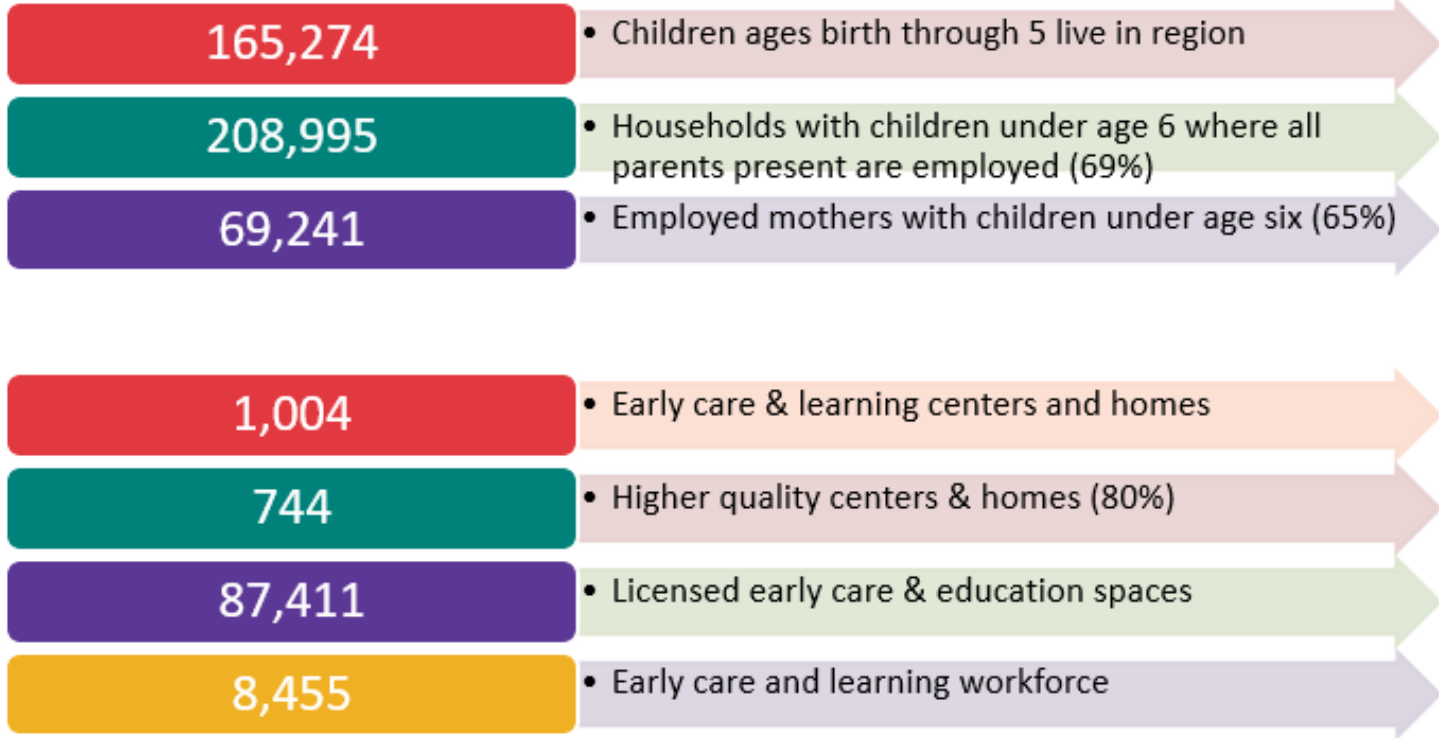 165,274
• Children ages birth through 5 live in region
208,995
• Households with children under age 6 where all
parents present are employed (69%)
69,241
• Employed mothers with children under age six (65%)
1,004
• Early care & learning centers and homes
744
• Higher quality centers & homes (80%)
87,411
• Licensed early care & education spaces
8,455
• Early care and learning workforce